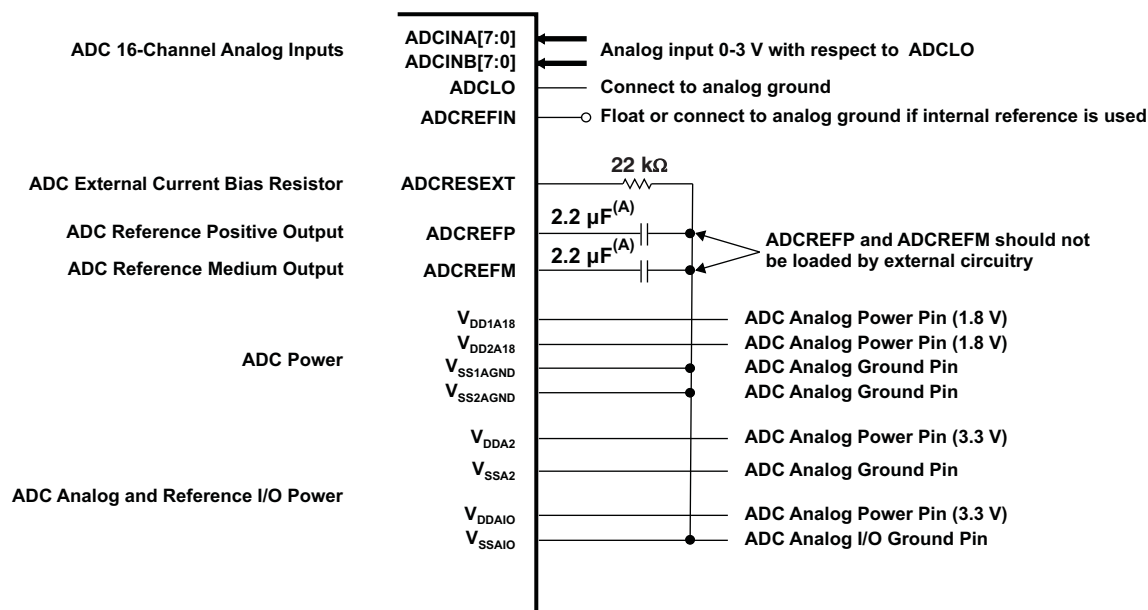 ADC 16-Channel Analog Inputs
ADCINA[7:0]
ADCINB[7:0]
Analog input 0-3 V with respect to ADCLO
ADCLO
Connect to analog ground
ADCREFIN
Float or connect to analog ground if internal reference is used
22 kΩ
ADC External Current Bias Resistor
ADCRESEXT
2.2 µF(A)
ADC Reference Positive Output
ADCREFP
2.2 µF(A)
ADC Reference Medium Output
ADCREFM
ADCREFP and ADCREFM should not
be loaded by external circuitry
VDD1A18
ADC Analog Power Pin (1.8 V)
VDD2A18
ADC Analog Power Pin (1.8 V)
ADC Power
VSS1AGND
ADC Analog Ground Pin
VSS2AGND
ADC Analog Ground Pin
VDDA2
ADC Analog Power Pin (3.3 V)
VSSA2
ADC Analog Ground Pin
ADC Analog and Reference I/O Power
VDDAIO
ADC Analog Power Pin (3.3 V)
VSSAIO
ADC Analog I/O Ground Pin